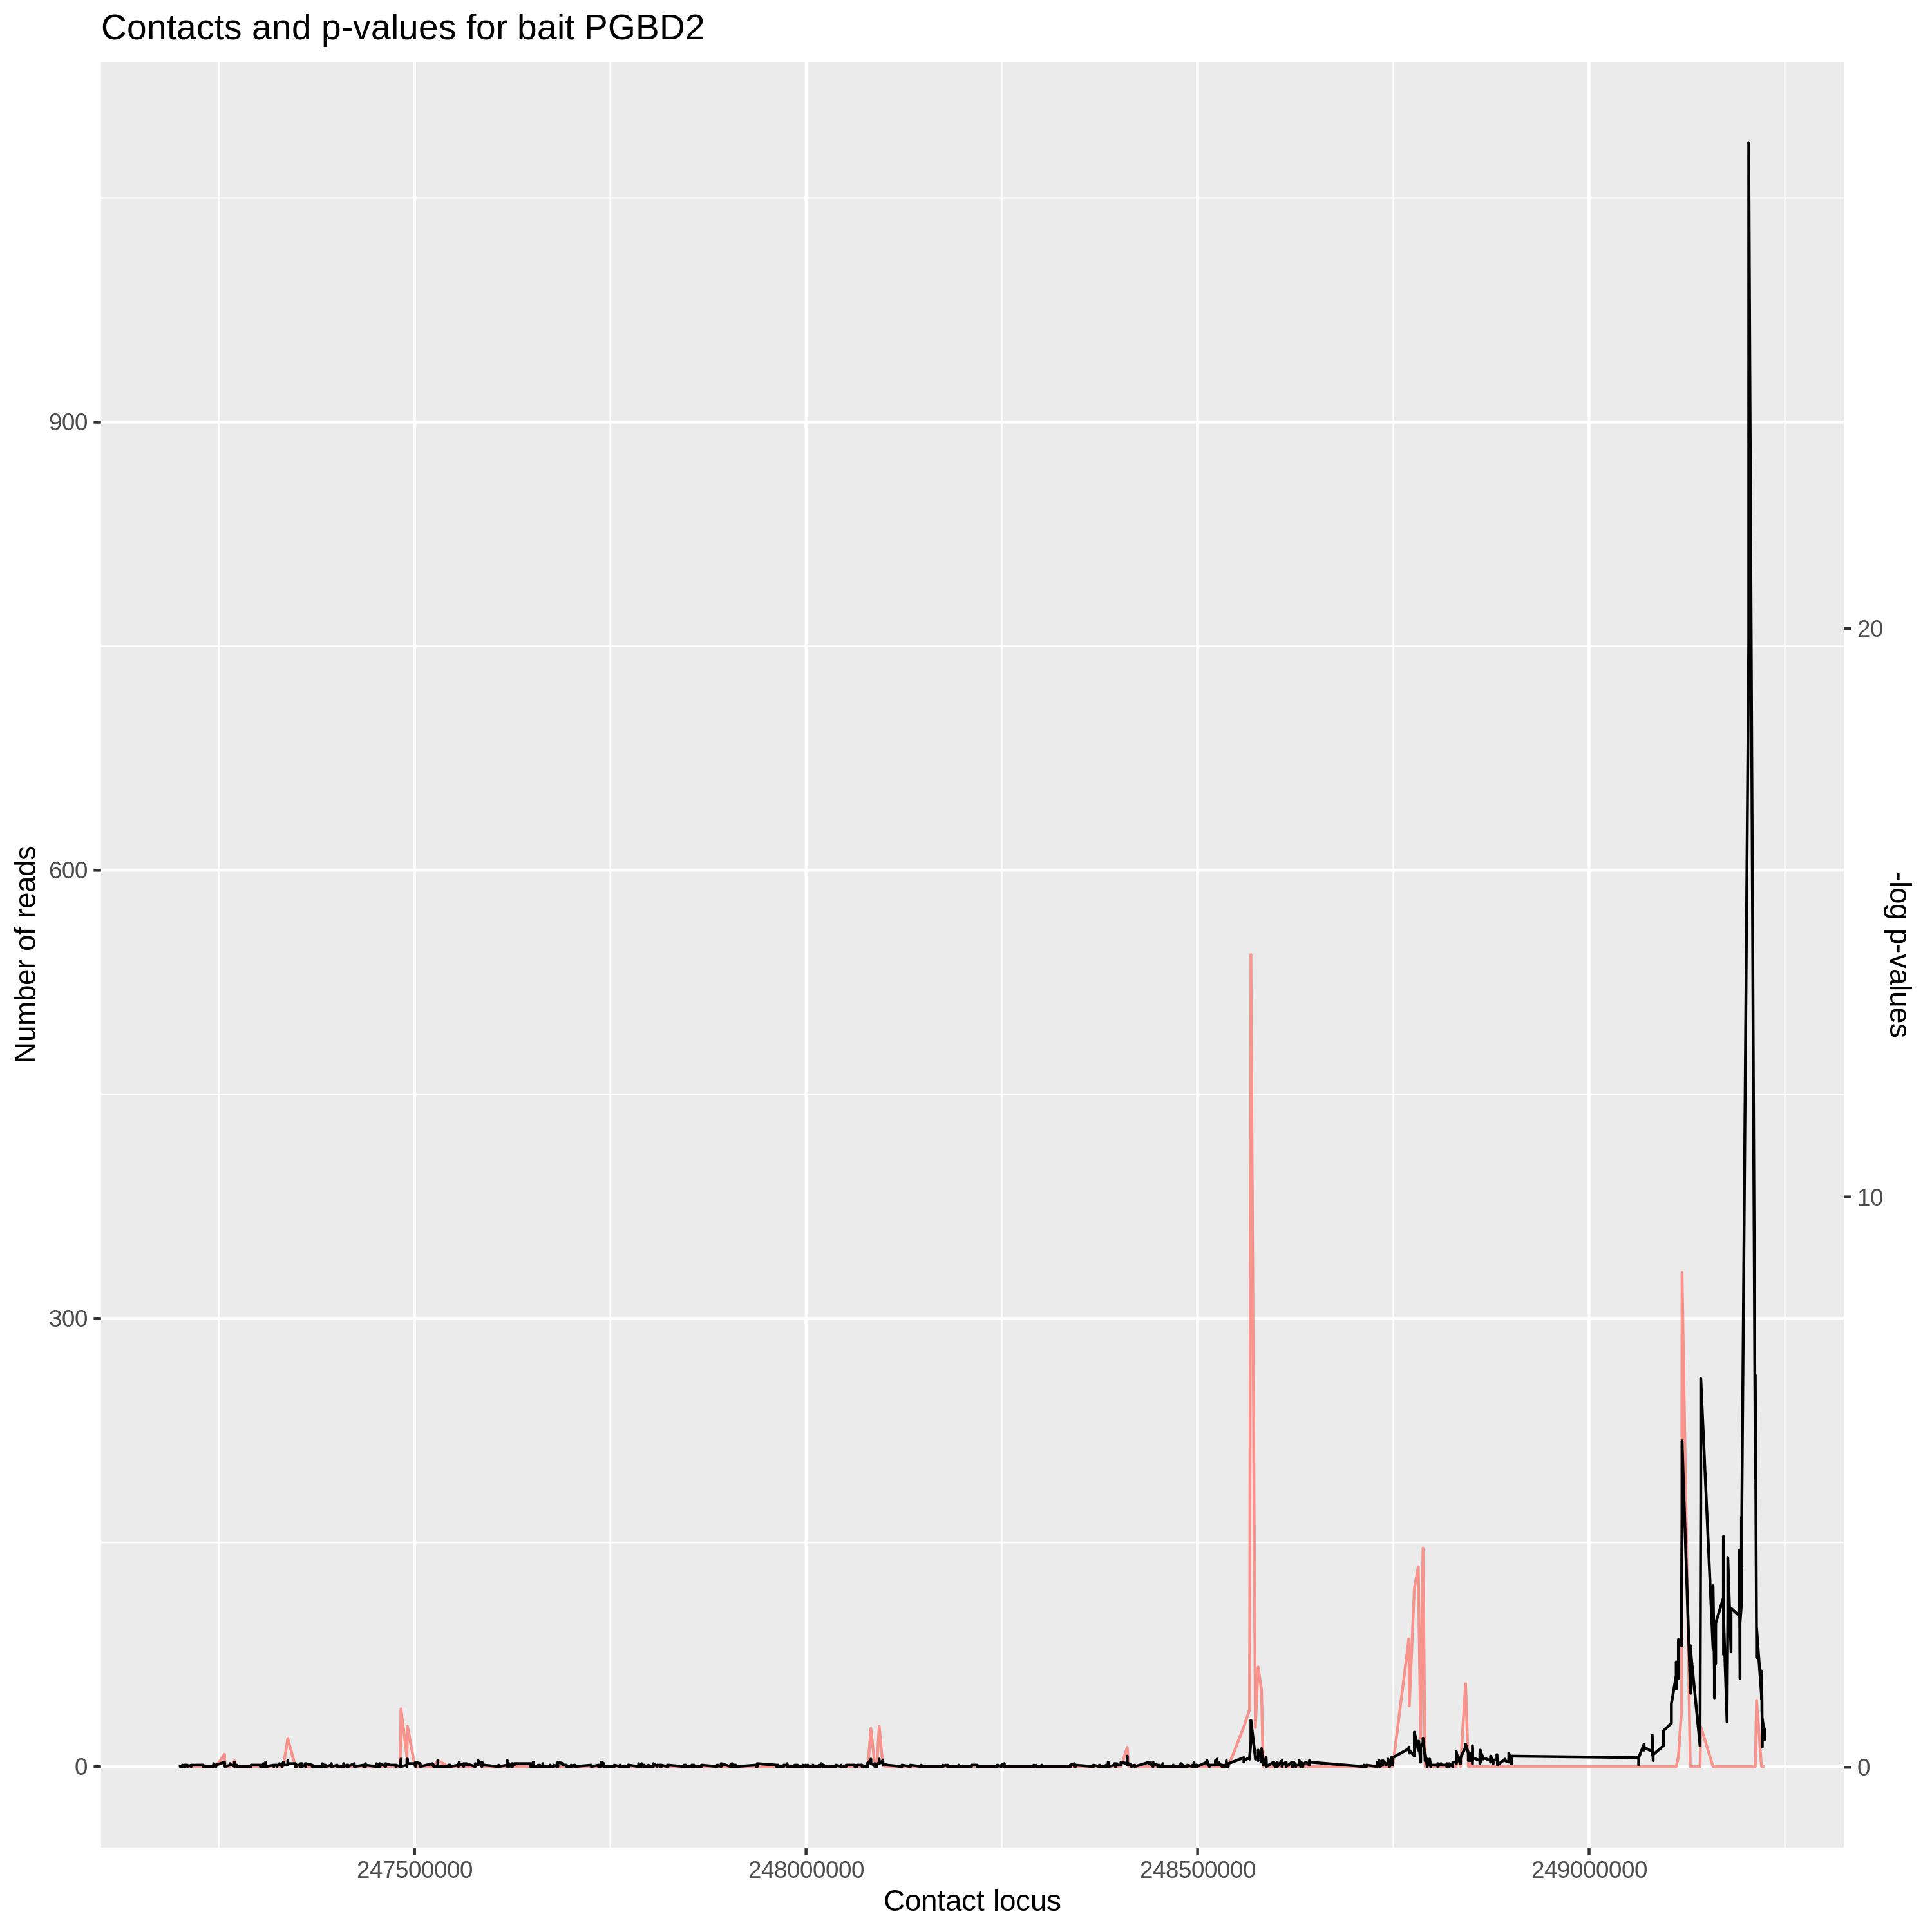 Contacts and p-values for bait PGBD2
Number of reads
900
600
300
0
20
10
0
-log p-values
247500000
248000000
248500000
249000000
Contact locus